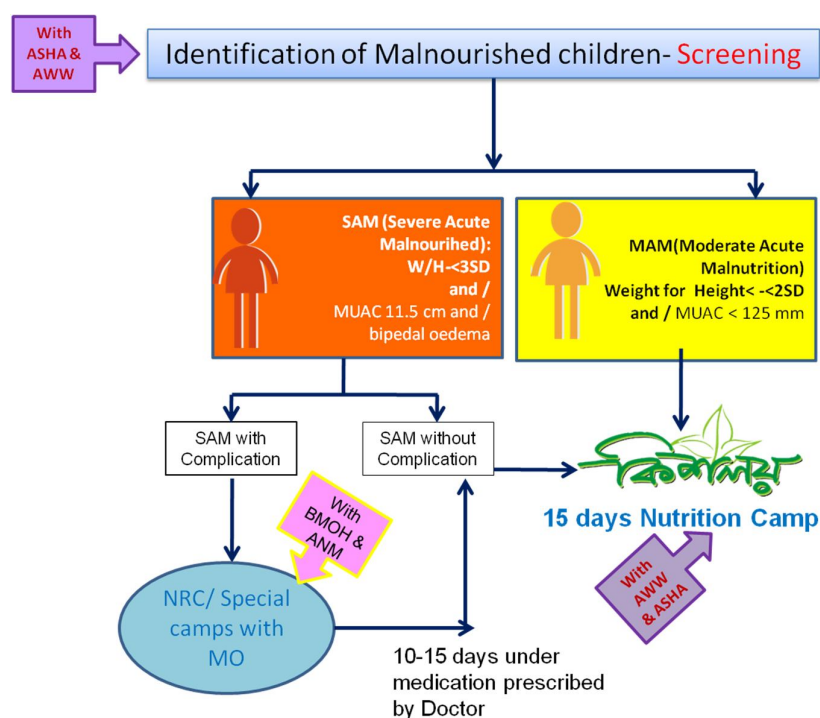 With
ASHA &
AWW
Identification of Malnourished children- Screening
SAM (Severe Acute
Malnourihed):
W/H-<3SD
and /
MUAC 11.5 cm and /
bipedal oedema
MAM(Moderate Acute
Malnutrition)
Weight for Height< -<2SD
and / MUAC < 125 mm
SAM with
Complication
SAM without
Complication
কিশলয়
15 days Nutrition Camp
With
BMOH &
ANM
With
AWW
& ASHA
NRC/ Special
camps with
MO
10-15 days under
medication prescribed
by Doctor